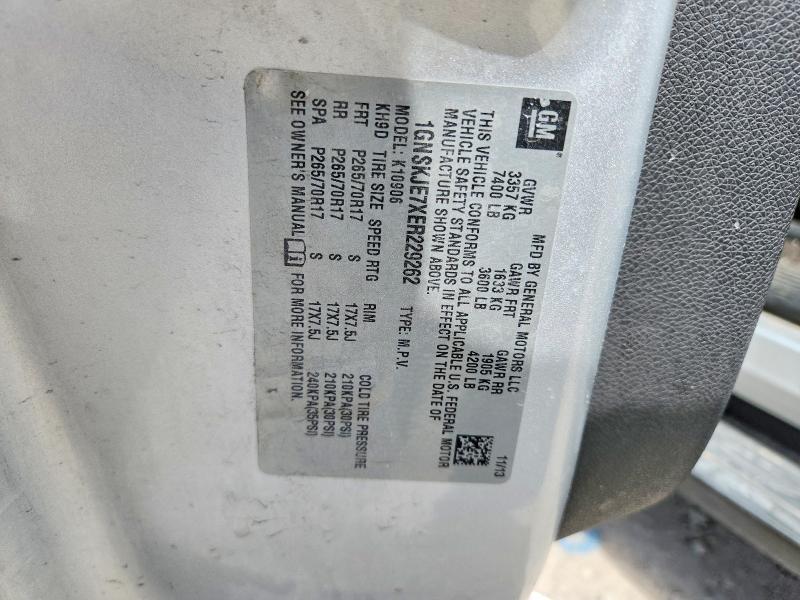 GM ®
MFD BY GENERAL MOTORS LLC 11/13
GVWR GAWR FRT GAWR RR
3357 KG 1633 KG 1905 KG
7400 LB 3600 LB 4200 LB
THIS VEHICLE CONFORMS TO ALL APPLICABLE U.S. FEDERAL MOTOR
VEHICLE SAFETY STANDARDS IN EFFECT ON THE DATE OF
MANUFACTURE SHOWN ABOVE.
1GNSKJE7XER229262 TYPE: M.P.V.
MODEL: K10906
KH9D TIRE SIZE SPEED RTG RIM COLD TIRE PRESSURE
FRT P265/70R17 S 17X7.5J 210KPA(30PSI)
RR P265/70R17 S 17X7.5J 210KPA(30PSI)
SPA P265/70R17 S 17X7.5J 240KPA(35PSI)
SEE OWNER'S MANUAL FOR MORE INFORMATION.